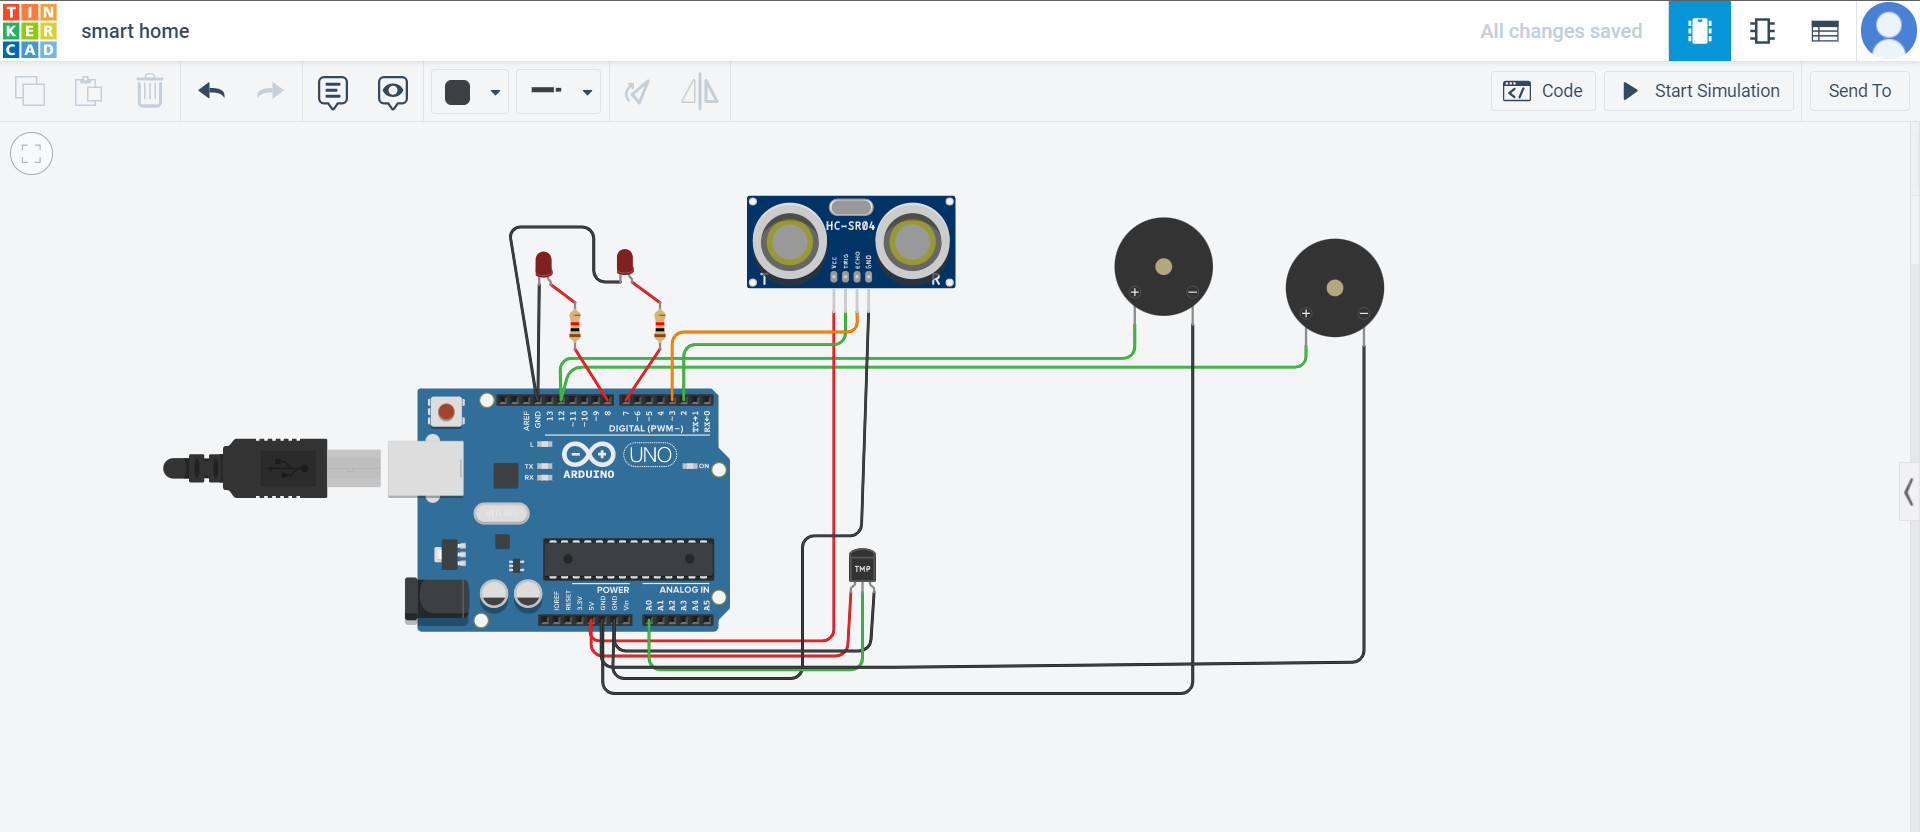 TIN
KER
CAD
smart home
All changes saved
Code
Start Simulation
Send To
HC-SR04
VCC
TRIG
ECHO
GND
T
R
+
−
+
−
AREF
GND
13
12
~11
~10
~9
8
7
~6
~5
4
~3
2
TX→1
RX←0
DIGITAL (PWM~)
L
TX
RX
ARDUINO
UNO
ON
POWER
ANALOG IN
IOREF
RESET
3.3V
5V
GND
GND
Vin
A0
A1
A2
A3
A4
A5
TMP